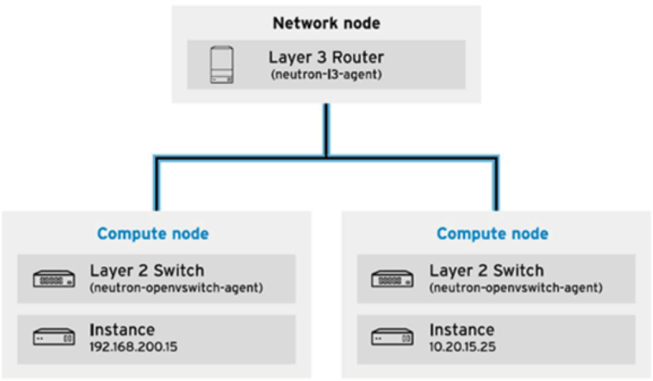 Network node
Layer 3 Router
(neutron-l3-agent)
Compute node
Layer 2 Switch
(neutron-openvswitch-agent)
Instance
192.168.200.15
Compute node
Layer 2 Switch
(neutron-openvswitch-agent)
Instance
10.20.15.25